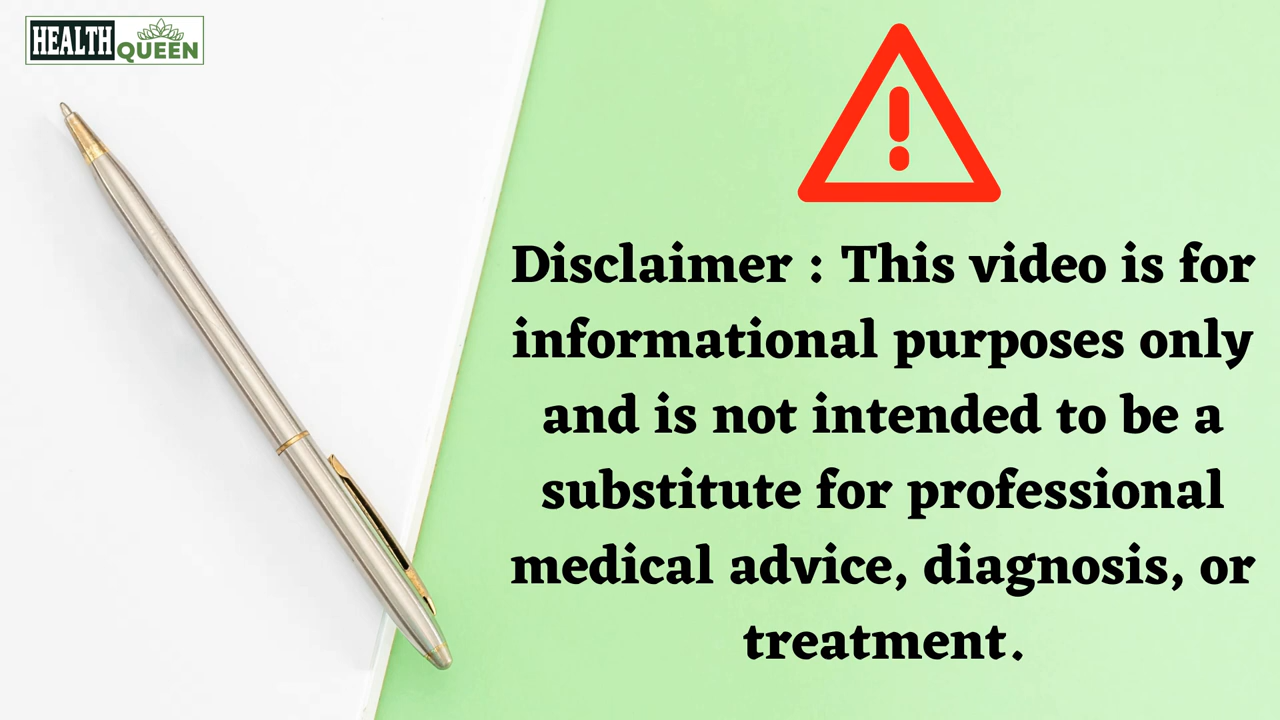 HEALTH QUEEN
Disclaimer : This video is for
informational purposes only
and is not intended to be a
substitute for professional
medical advice, diagnosis, or
treatment.